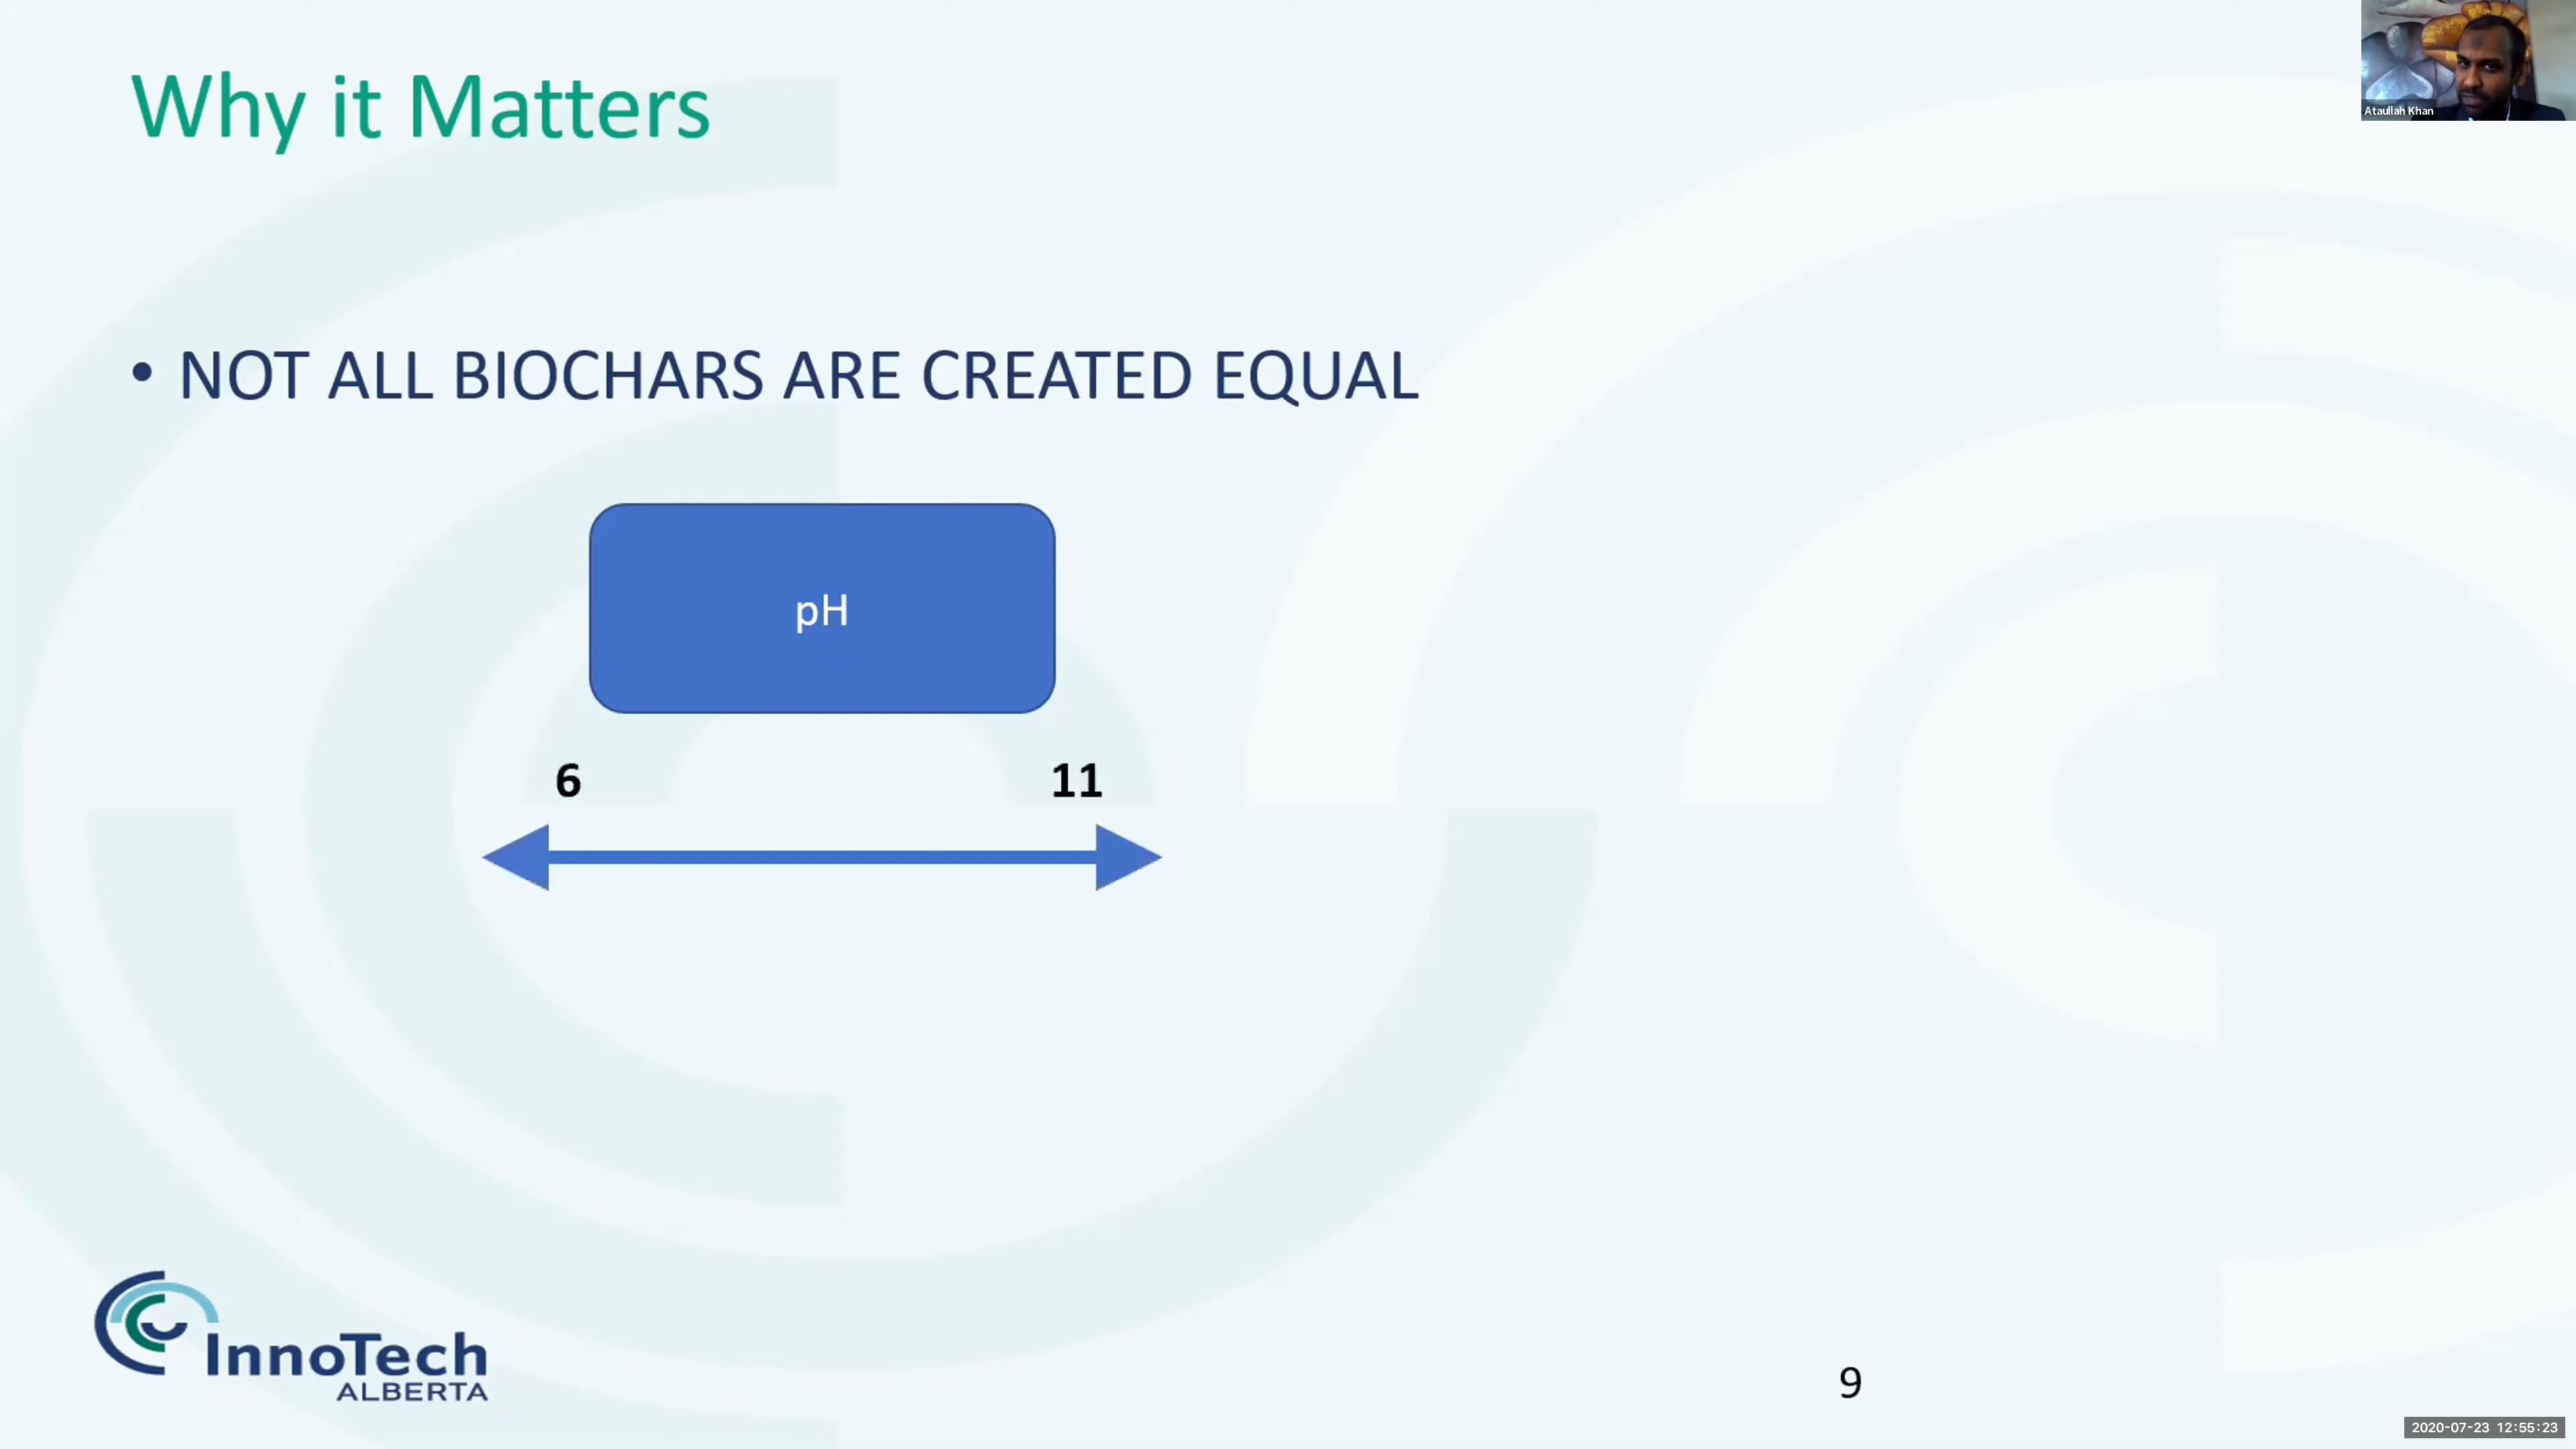 Why it Matters
Ataullah Khan
• NOT ALL BIOCHARS ARE CREATED EQUAL
pH
6 11
InnoTech
ALBERTA
9
2020-07-23 12:55:23